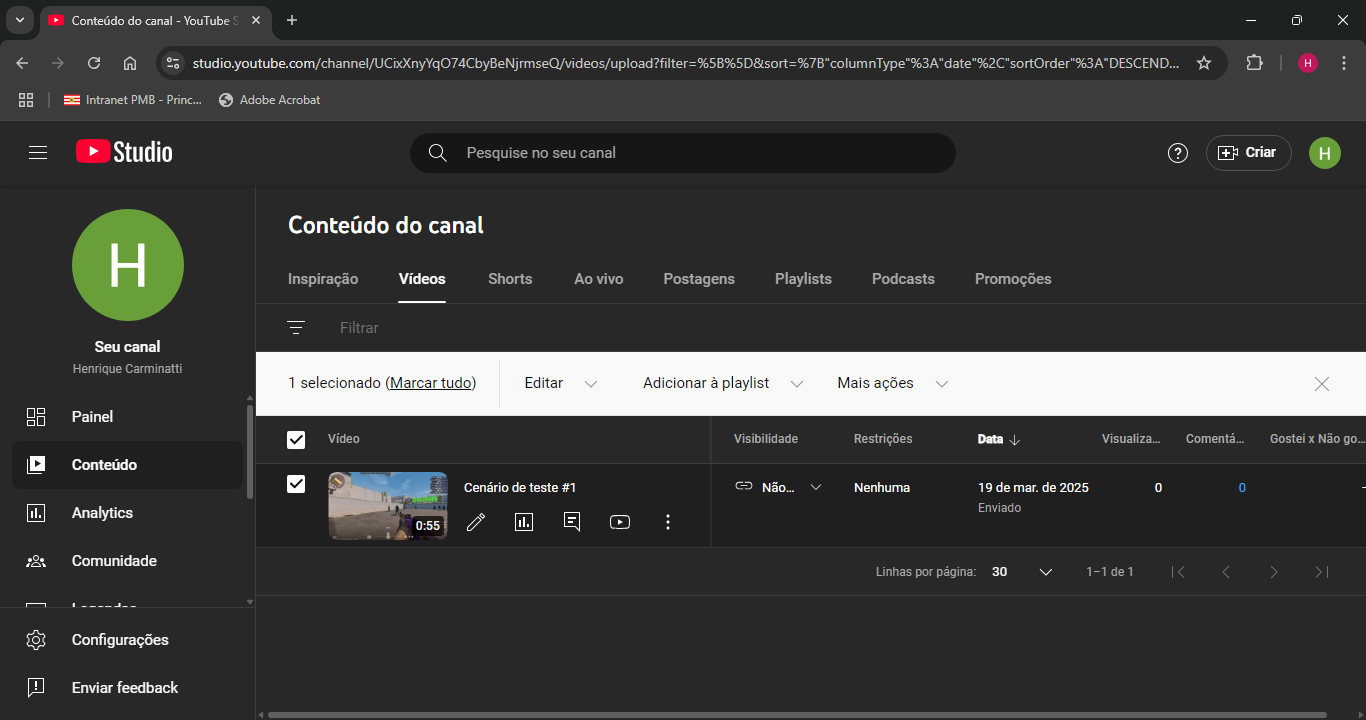 Conteúdo do canal - YouTube S
studio.youtube.com/channel/UCixXnyYqO74CbyBeNjrmseQ/videos/upload?filter=%5B%5D&sort=%7B"columnType"%3A"date"%2C"sortOrder"%3A"DESCEND...
H
Intranet PMB - Princ...
Adobe Acrobat
Studio
Pesquise no seu canal
Criar
H
H
Seu canal
Henrique Carminatti
Painel
Conteúdo
Analytics
Comunidade
Legendas
Configurações
Enviar feedback
Conteúdo do canal
Inspiração Vídeos Shorts Ao vivo Postagens Playlists Podcasts Promoções
Filtrar
1 selecionado (Marcar tudo) Editar Adicionar à playlist Mais ações
Vídeo Visibilidade Restrições Data Visualiza... Comentá... Gostei x Não go...
Cenário de teste #1 Não... Nenhuma 19 de mar. de 2025 0 0
Enviado
0:55
Linhas por página: 30 1–1 de 1